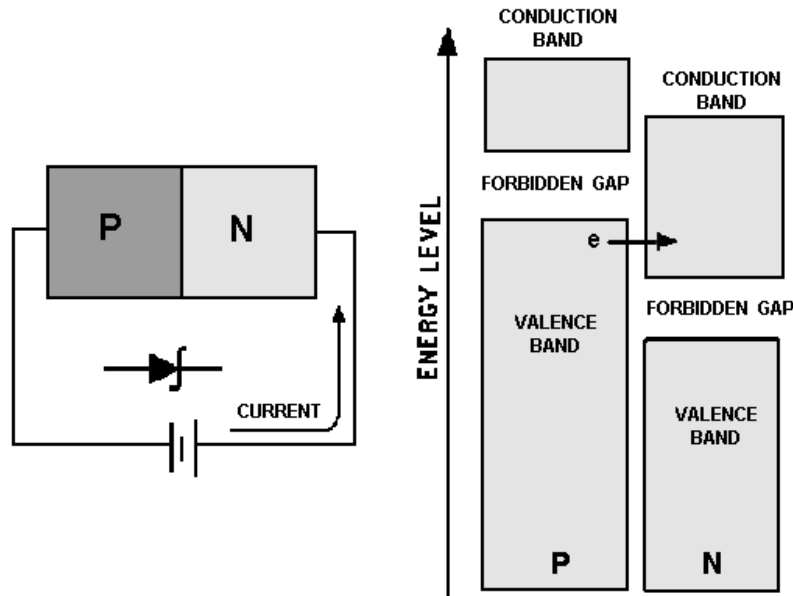 P
N
CURRENT
ENERGY LEVEL
CONDUCTION
BAND
CONDUCTION
BAND
FORBIDDEN GAP
e
FORBIDDEN GAP
VALENCE
BAND
VALENCE
BAND
P
N